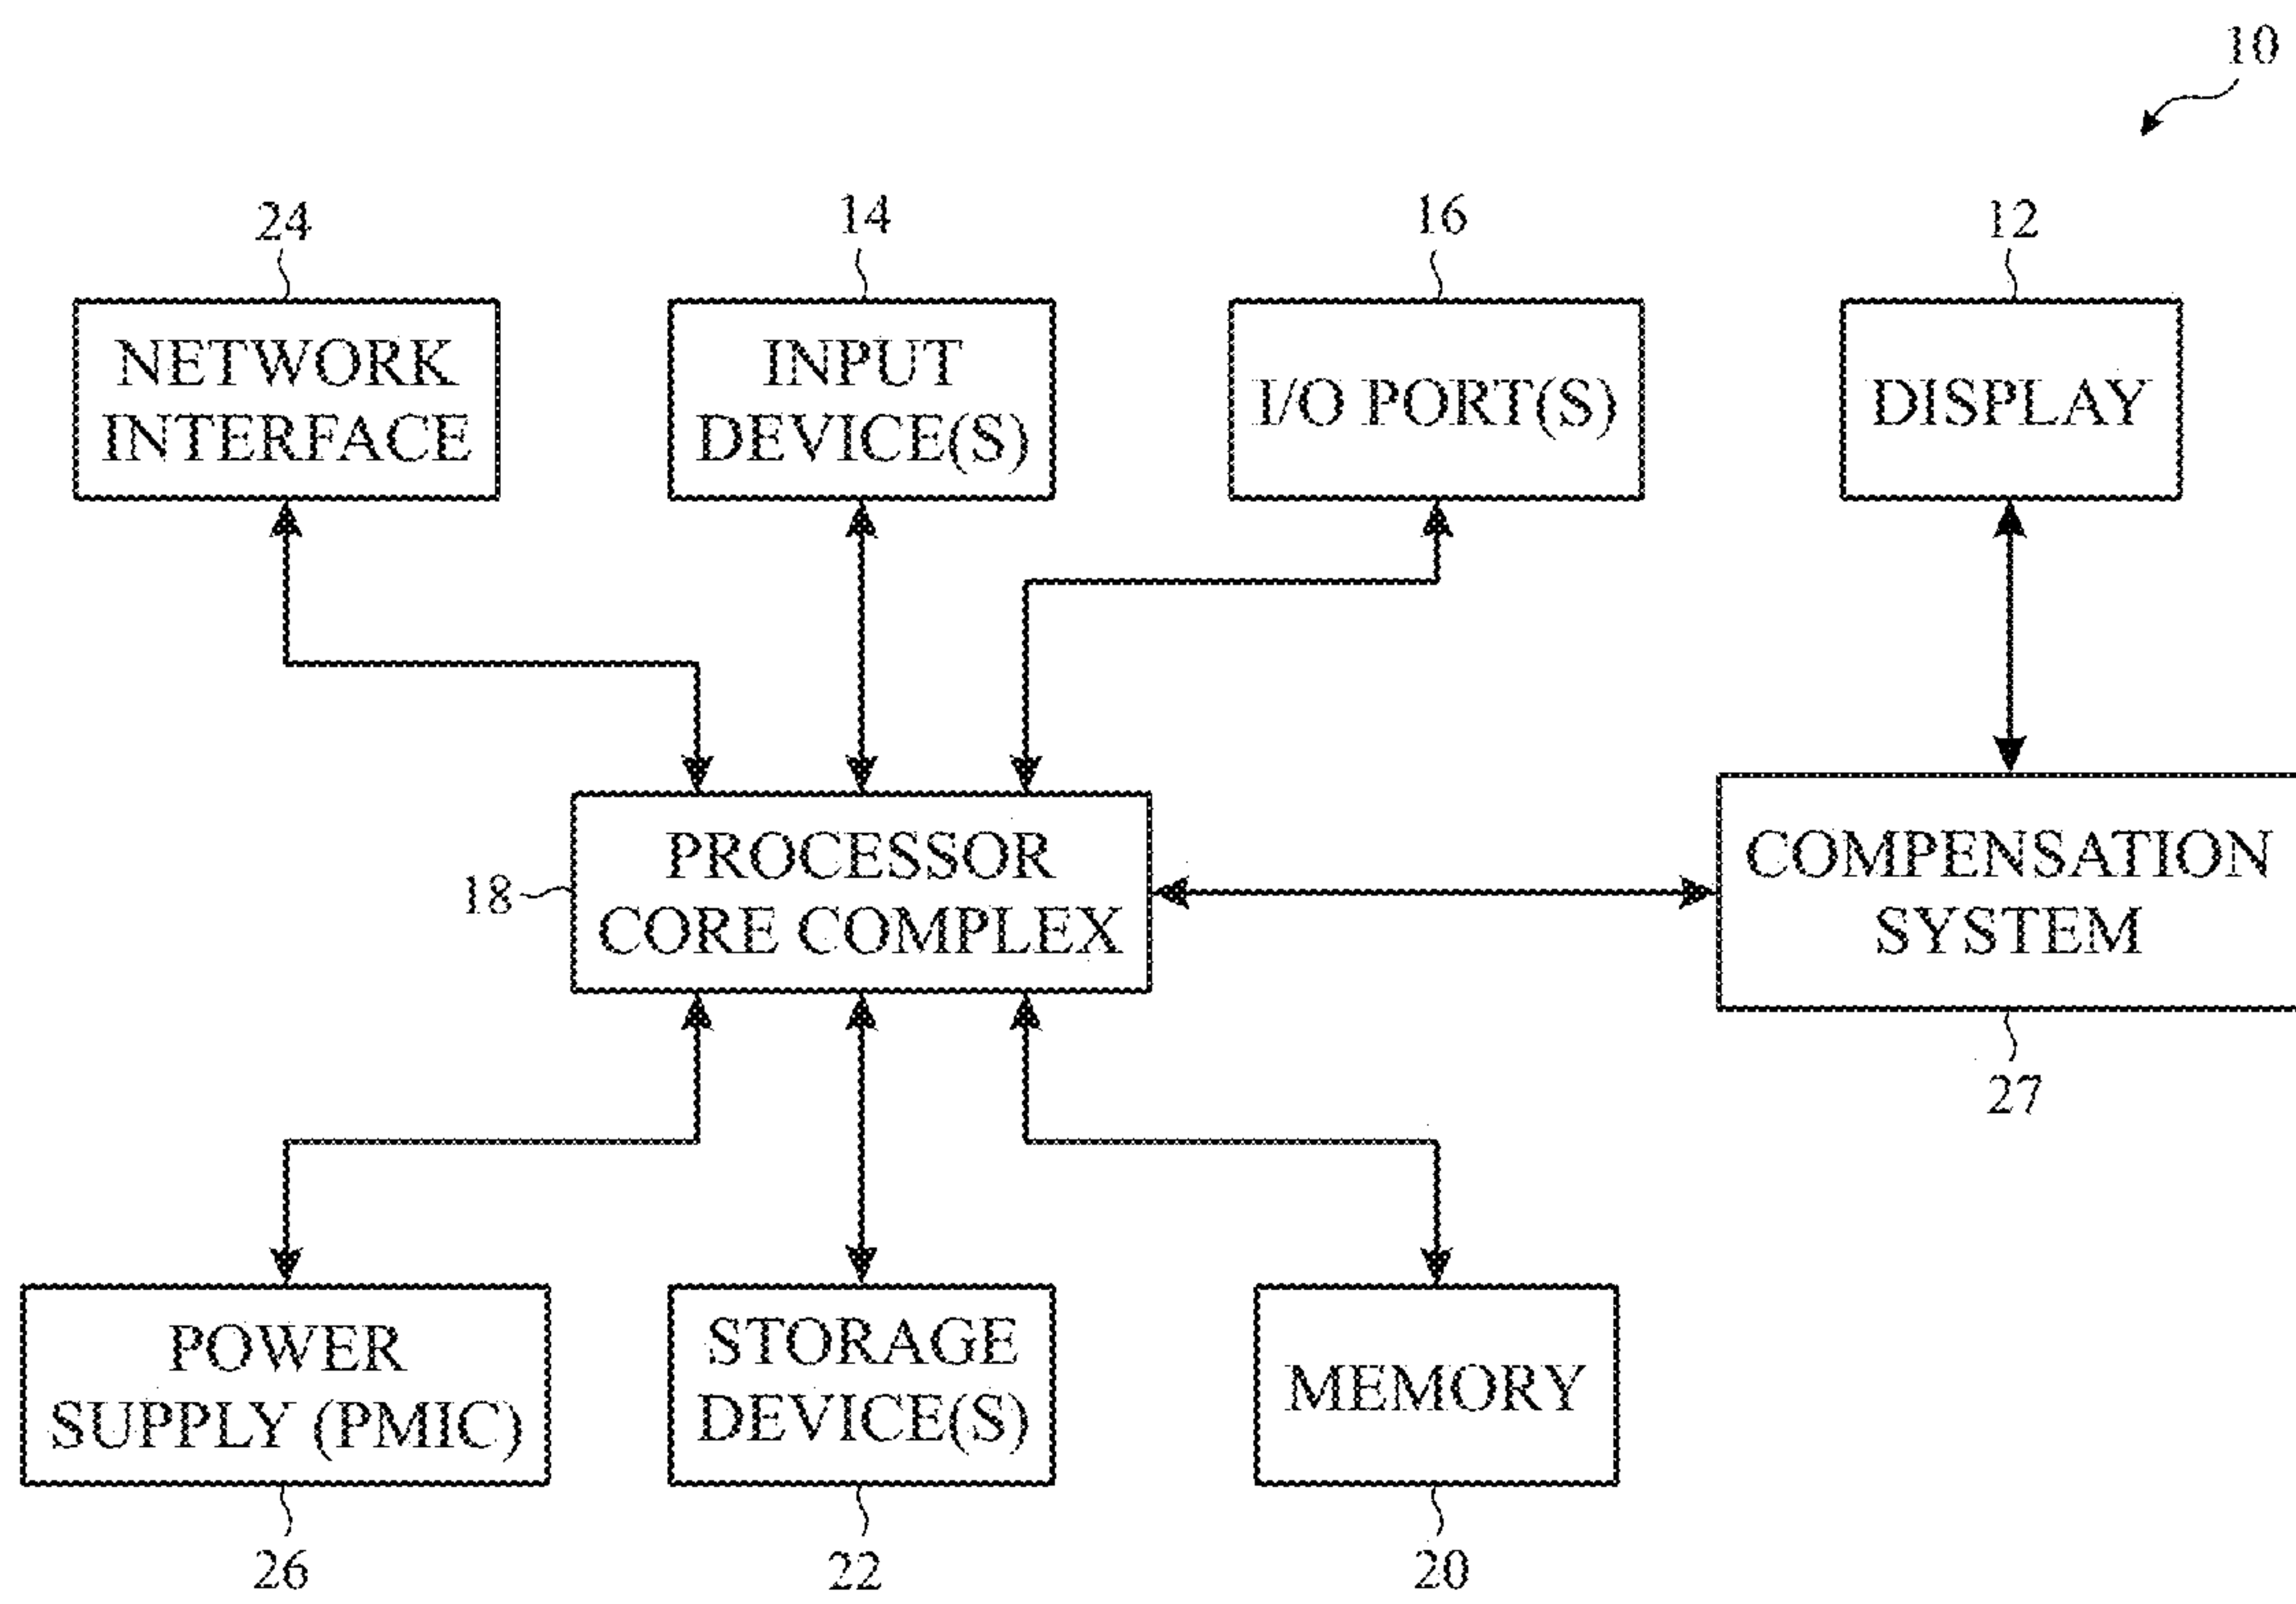 10
24
14
16
12
NETWORK
INTERFACE
INPUT
DEVICE(S)
I/O PORT(S)
DISPLAY
18
PROCESSOR
CORE COMPLEX
COMPENSATION
SYSTEM
27
POWER
SUPPLY (PMIC)
STORAGE
DEVICE(S)
MEMORY
26
22
20